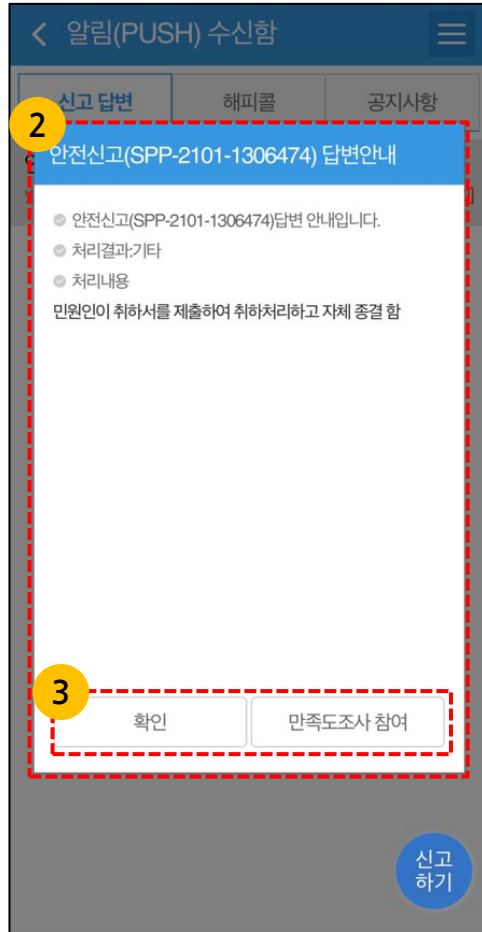 알림(PUSH) 수신함
신고 답변 해피콜 공지사항
2
안전신고(SPP-2101-1306474) 답변안내
안전신고(SPP-2101-1306474)답변 안내입니다.
처리결과:기타
처리내용
민원인이 취하서를 제출하여 취하처리하고 자체 종결 함
3
확인 만족도조사 참여
신고
하기